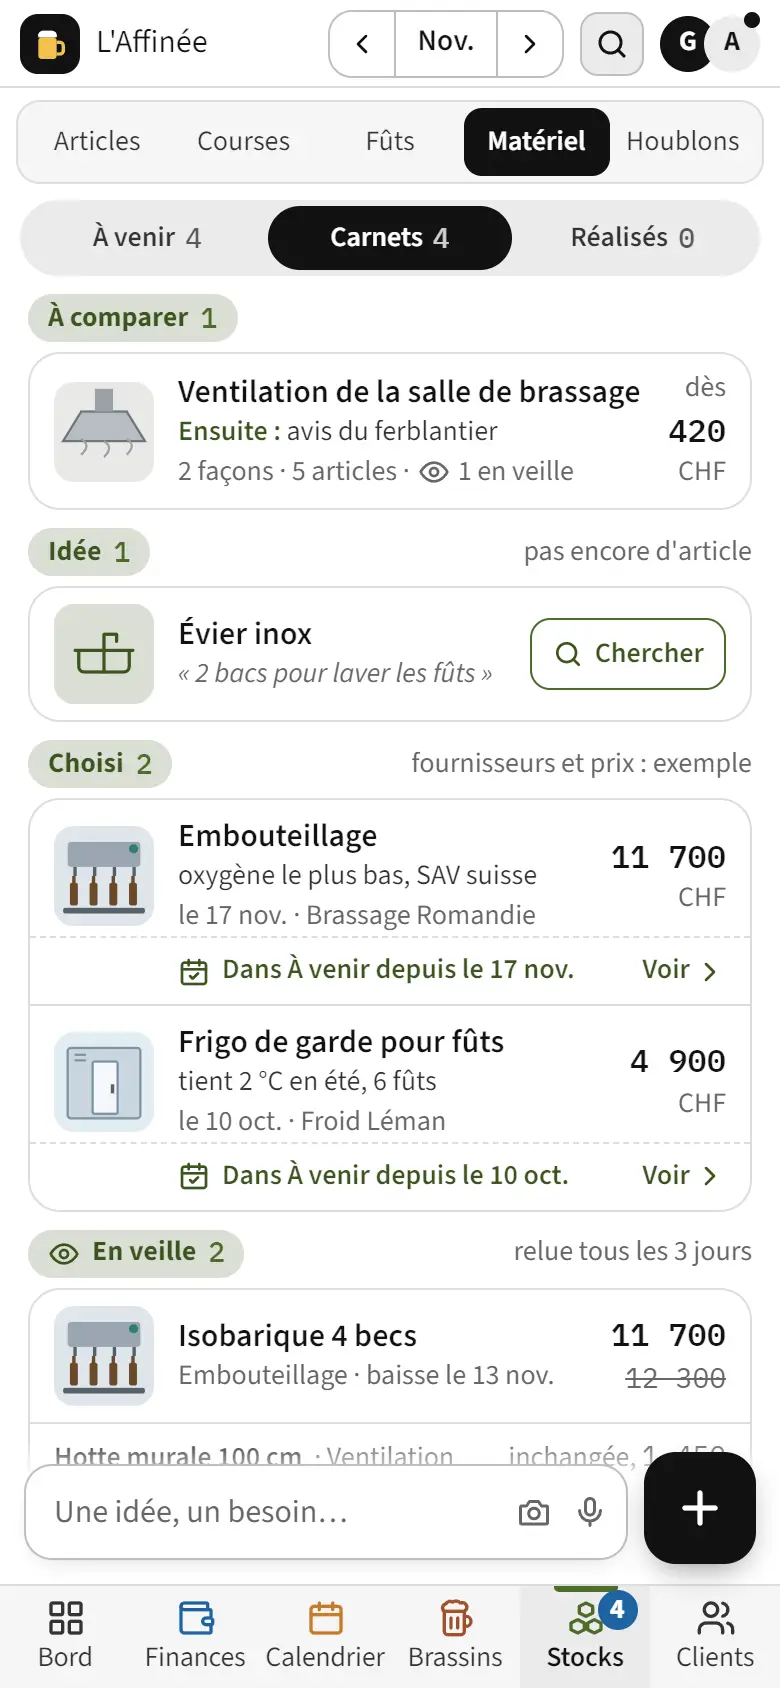 L'Affinée
Nov.
G
A
Articles
Courses
Fûts
Matériel
Houblons
À venir 4
Carnets 4
Réalisés 0
À comparer 1
Ventilation de la salle de brassage
dès
Ensuite : avis du ferblantier
420
2 façons · 5 articles · 1 en veille
CHF
Idée 1
pas encore d'article
Évier inox
« 2 bacs pour laver les fûts »
Chercher
Choisi 2
fournisseurs et prix : exemple
Embouteillage
11 700
oxygène le plus bas, SAV suisse
CHF
le 17 nov. · Brassage Romandie
Dans À venir depuis le 17 nov.
Voir
Frigo de garde pour fûts
4 900
tient 2 °C en été, 6 fûts
CHF
le 10 oct. · Froid Léman
Dans À venir depuis le 10 oct.
Voir
En veille 2
relue tous les 3 jours
Isobarique 4 becs
11 700
Embouteillage · baisse le 13 nov.
12 300
Hotte murale 100 cm · Ventilation
inchangée, 1 450
Une idée, un besoin…
Bord
Finances
Calendrier
Brassins
Stocks
4
Clients